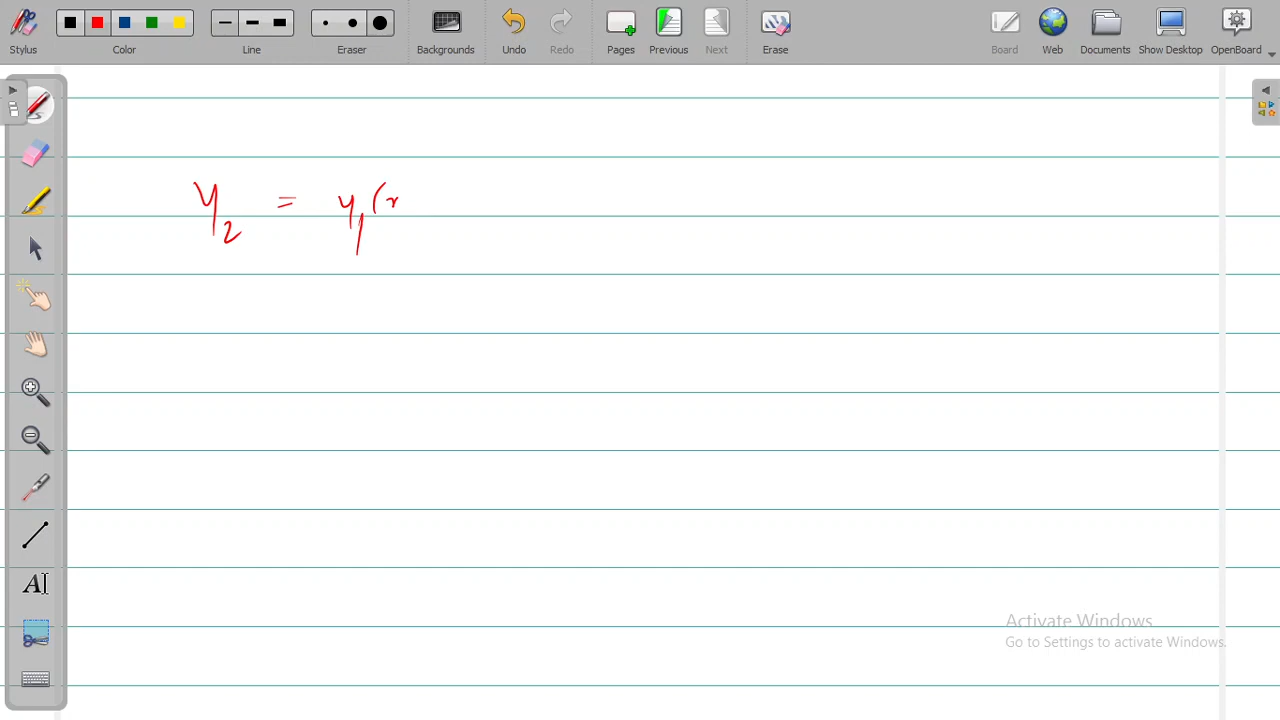 Stylus
Color
Line
Eraser
Backgrounds
Undo
Redo
Pages
Previous
Next
Erase
Board
Web
Documents
Show Desktop
OpenBoard
y₂ = y₁(x
A
Activate Windows
Go to Settings to activate Windows.